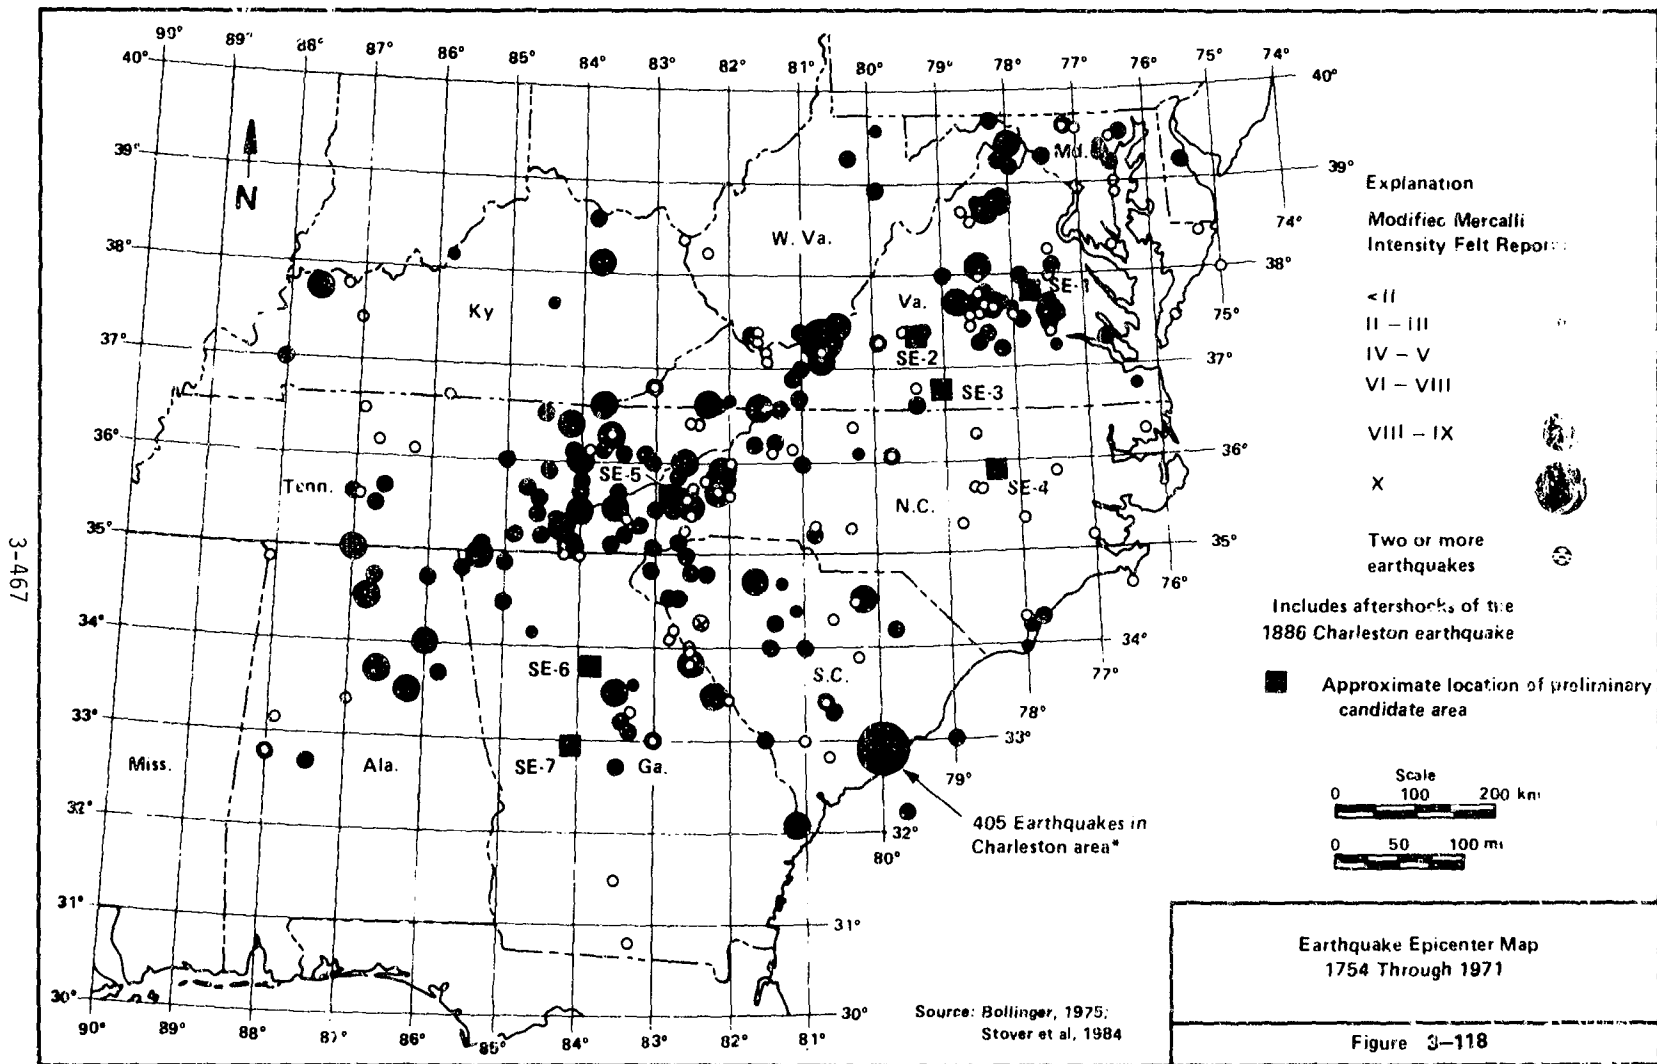 90° 89° 88° 87° 86° 85° 84° 83° 82° 81° 80° 79° 78° 77° 76° 75° 74°
40° 40°
39° 39°
N
Md.
Explanation
Modified Mercalli
74°
W. Va.
Intensity Felt
38° 38°
SE-1
Va.
<II
Ky
75°
II – III
37° 37°
SE-2
IV – V
SE-3
VI – VIII
36° 36°
VIII – IX
SE-5
Tenn.
SE-4
X
N.C.
35° 35°
Two or more
76°
earthquakes
3-467
Includes aftershocks of the
1886 Charleston earthquake
34° 34°
77°
SE-6
S.C.
Approximate location of preliminary
candidate area
78°
33° 33°
Miss.
Ala.
SE-7
Ga.
79°
Scale
0 100 200 km
32° 32°
405 Earthquakes in
Charleston area*
80°
0 50 100 mi
31° 31°
Earthquake Epicenter Map
1754 Through 1971
30° 30°
Source: Bollinger, 1975;
Stover et al, 1984
90° 89° 88° 87° 86° 85° 84° 83° 82° 81°
Figure 3–118